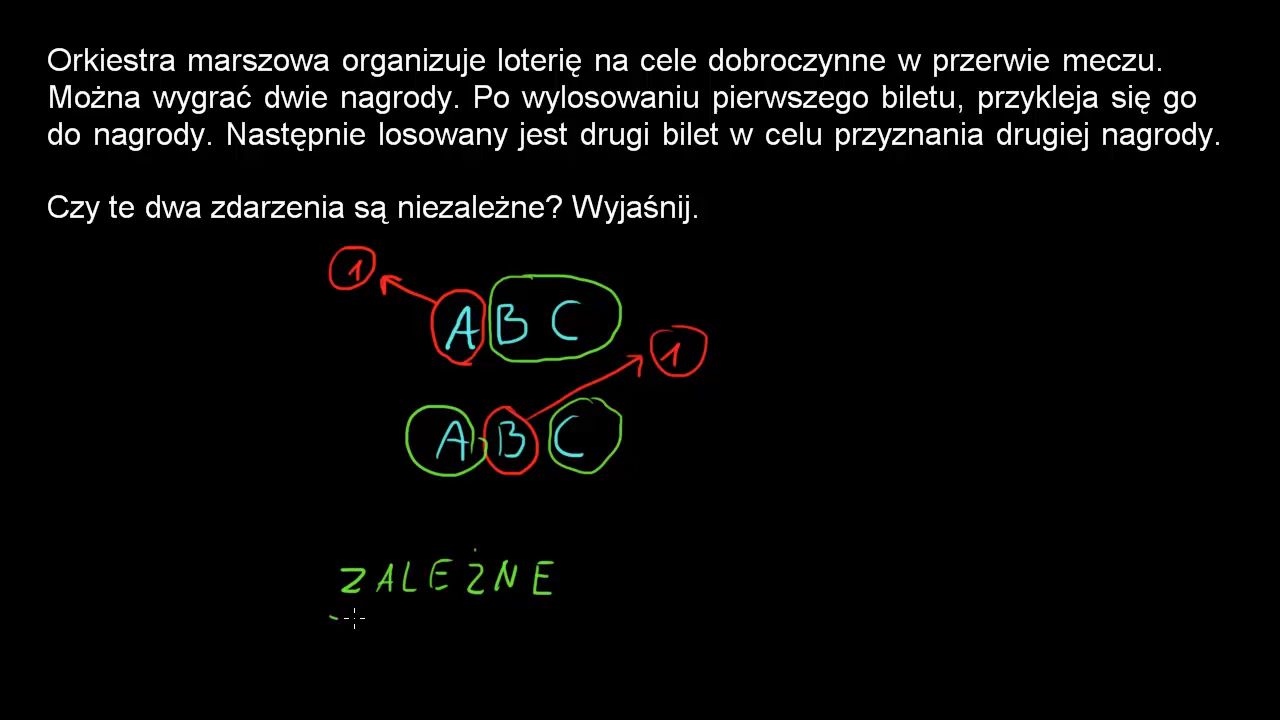 Orkiestra marszowa organizuje loterię na cele dobroczynne w przerwie meczu.
Można wygrać dwie nagrody. Po wylosowaniu pierwszego biletu, przykleja się go
do nagrody. Następnie losowany jest drugi bilet w celu przyznania drugiej nagrody.
Czy te dwa zdarzenia są niezależne? Wyjaśnij.
1
A B C
1
A B C
ZALEŻNE